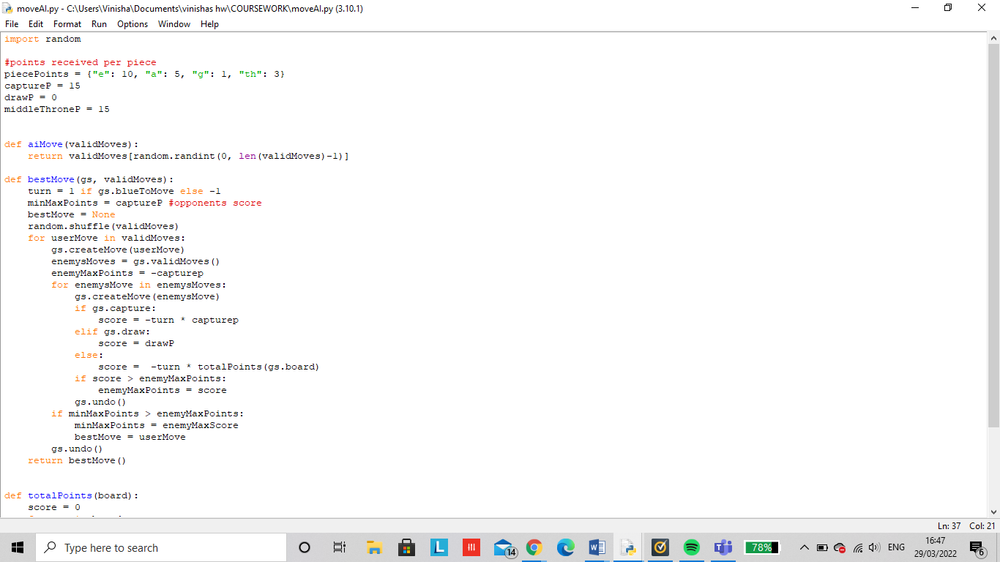 moveAI.py - C:\Users\Vinisha\Documents\vinishas hw\COURSEWORK\moveAI.py (3.10.1)
File Edit Format Run Options Window Help
import random

#points received per piece
piecePoints = {"e": 10, "a": 5, "g": 1, "th": 3}
captureP = 15
drawP = 0
middleThroneP = 15


def aiMove(validMoves):
    return validMoves[random.randint(0, len(validMoves)-1)]

def bestMove(gs, validMoves):
    turn = 1 if gs.blueToMove else -1
    minMaxPoints = captureP #opponents score
    bestMove = None
    random.shuffle(validMoves)
    for userMove in validMoves:
        gs.createMove(userMove)
        enemysMoves = gs.validMoves()
        enemyMaxPoints = -capturep
        for enemysMove in enemysMoves:
            gs.createMove(enemysMove)
            if gs.capture:
                score = -turn * capturep
            elif gs.draw:
                score = drawP
            else:
                score =  -turn * totalPoints(gs.board)
            if score > enemyMaxPoints:
                enemyMaxPoints = score
            gs.undo()
        if minMaxPoints > enemyMaxPoints:
            minMaxPoints = enemyMaxScore
            bestMove = userMove
        gs.undo()
    return bestMove()


def totalPoints(board):
    score = 0
Ln: 37 Col: 21
Type here to search
L
14
W
78%
ENG
16:47
29/03/2022
6